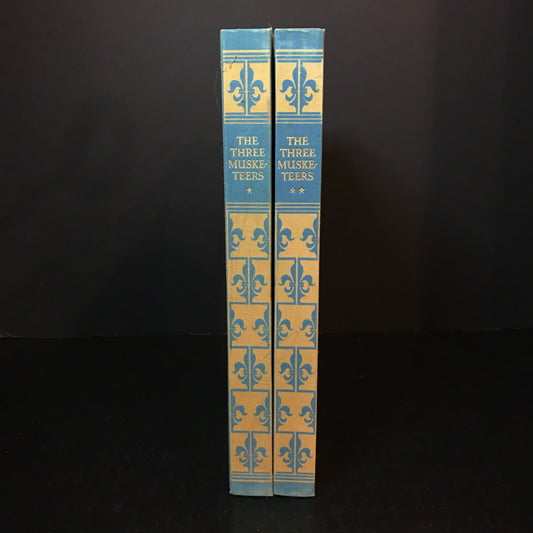 THE
THREE
MUSKE-
TEERS
*
THE
THREE
MUSKE-
TEERS
**